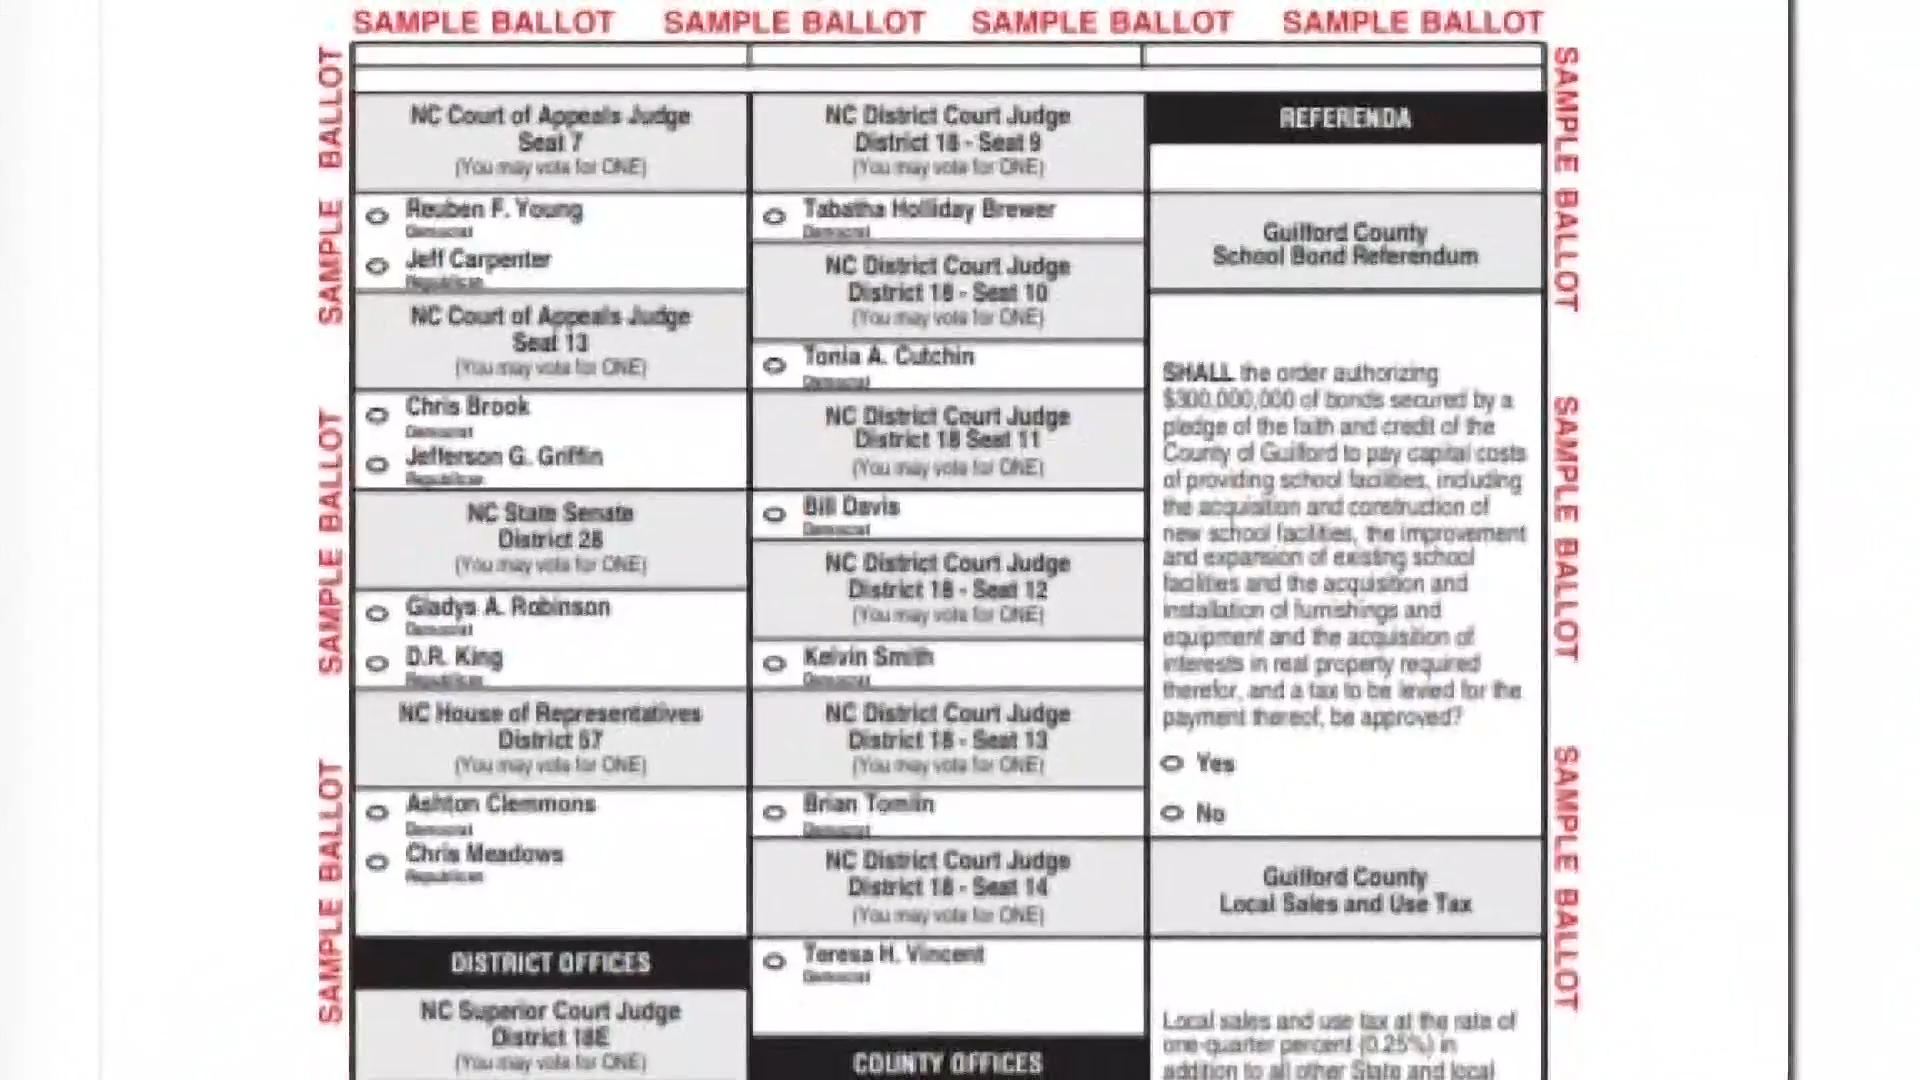 SAMPLE BALLOT SAMPLE BALLOT SAMPLE BALLOT SAMPLE BALLOT
SAMPLE BALLOT
SAMPLE BALLOT
SAMPLE BALLOT
NC Court of Appeals Judge
Seat 7
(You may vote for ONE)
Reuben F. Young
Democrat
Jeff Carpenter
Republican
NC Court of Appeals Judge
Seat 13
(You may vote for ONE)
Chris Brook
Democrat
Jefferson G. Griffin
Republican
NC State Senate
District 28
(You may vote for ONE)
Gladys A. Robinson
Democrat
D.R. King
Republican
NC House of Representatives
District 57
(You may vote for ONE)
Ashton Clemmons
Democrat
Chris Meadows
Republican
DISTRICT OFFICES
NC Superior Court Judge
District 18E
(You may vote for ONE)
NC District Court Judge
District 18 - Seat 9
(You may vote for ONE)
Tabatha Holliday Brewer
Democrat
NC District Court Judge
District 18 - Seat 10
(You may vote for ONE)
Tonia A. Cutchin
Democrat
NC District Court Judge
District 18 Seat 11
(You may vote for ONE)
Bill Davis
Democrat
NC District Court Judge
District 18 - Seat 12
(You may vote for ONE)
Kelvin Smith
Democrat
NC District Court Judge
District 18 - Seat 13
(You may vote for ONE)
Brian Tomlin
Democrat
NC District Court Judge
District 18 - Seat 14
(You may vote for ONE)
Teresa H. Vincent
Democrat
COUNTY OFFICES
REFERENDA
Guilford County
School Bond Referendum
SHALL the order authorizing
$300,000,000 of bonds secured by a
pledge of the faith and credit of the
County of Guilford to pay capital costs
of providing school facilities, including
the acquisition and construction of
new school facilities, the improvement
and expansion of existing school
facilities and the acquisition and
installation of furnishings and
equipment and the acquisition of
interests in real property required
therefor, and a tax to be levied for the
payment thereof, be approved?
Yes
No
Guilford County
Local Sales and Use Tax
Local sales and use tax at the rate of
one-quarter percent (0.25%) in
addition to all other State and local
SAMPLE BALLOT
SAMPLE BALLOT
SAMPLE BALLOT